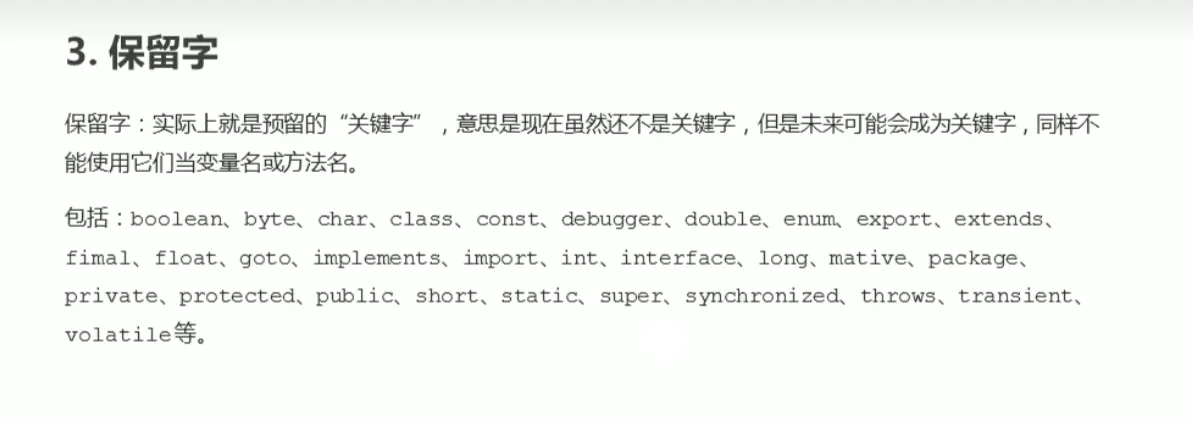 3. 保留字
保留字：实际上就是预留的“关键字”，意思是现在虽然还不是关键字，但是未来可能会成为关键字，同样不
能使用它们当变量名或方法名。
包括：boolean、byte、char、class、const、debugger、double、enum、export、extends、
fimal、float、goto、implements、import、int、interface、long、mative、package、
private、protected、public、short、static、super、synchronized、throws、transient、
volatile等。